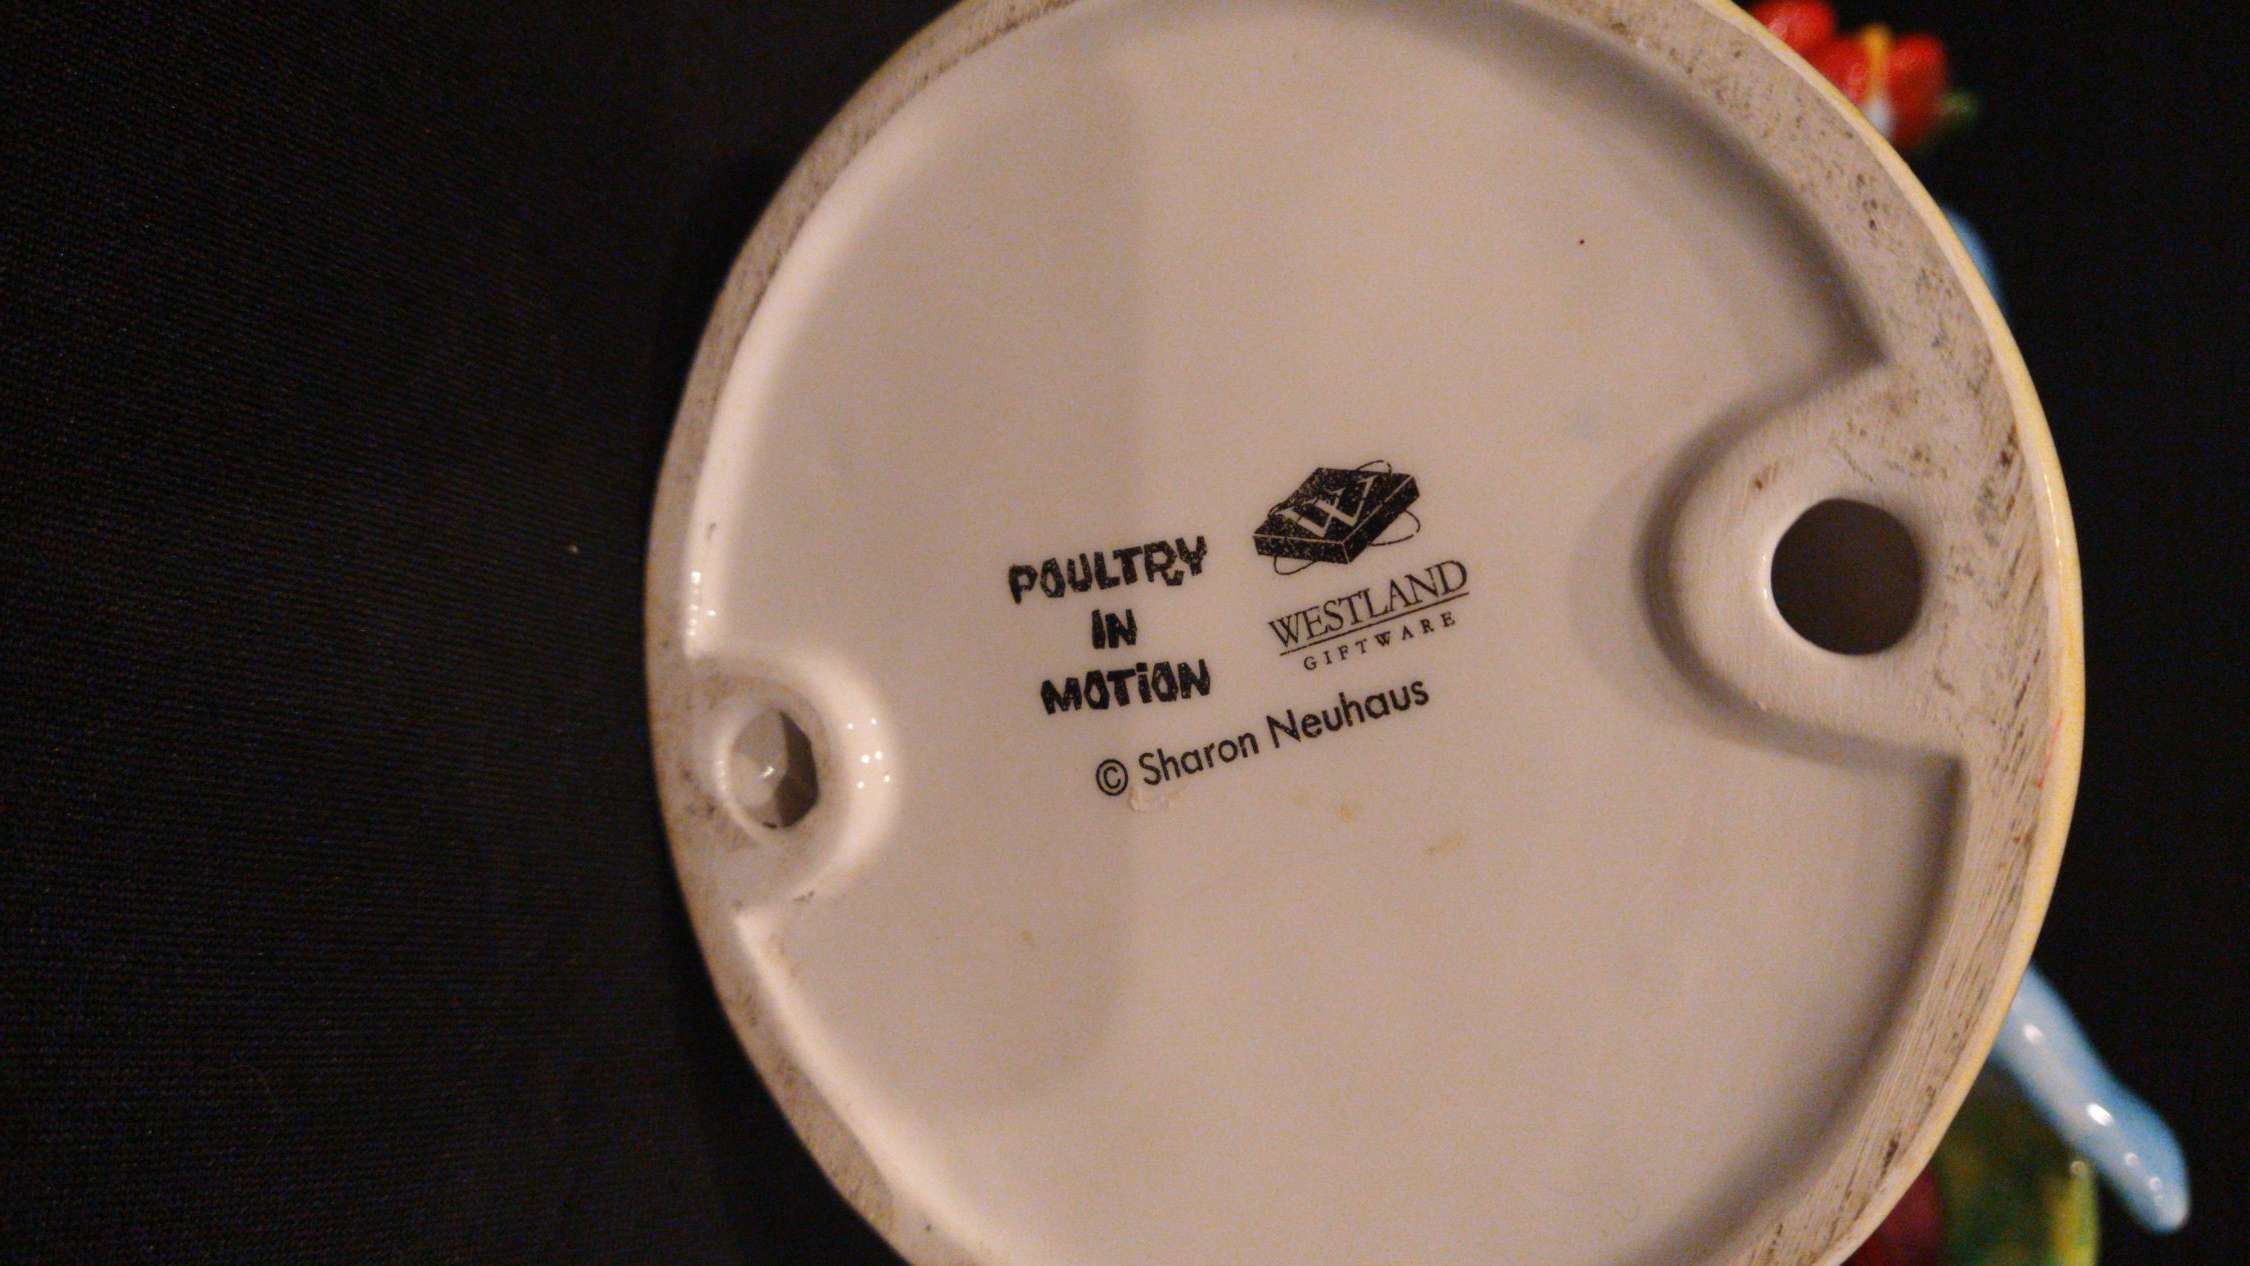 POULTRY
IN
MOTION
W
WESTLAND
GIFTWARE
© Sharon Neuhaus